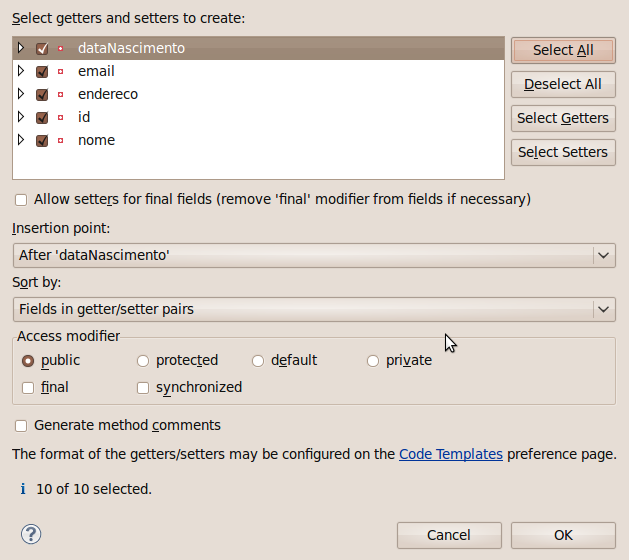 Select getters and setters to create:
dataNascimento
email
endereco
id
nome
Select All
Deselect All
Select Getters
Select Setters
Allow setters for final fields (remove 'final' modifier from fields if necessary)
Insertion point:
After 'dataNascimento'
Sort by:
Fields in getter/setter pairs
Access modifier
public protected default private
final synchronized
Generate method comments
The format of the getters/setters may be configured on the Code Templates preference page.
i 10 of 10 selected.
? Cancel OK